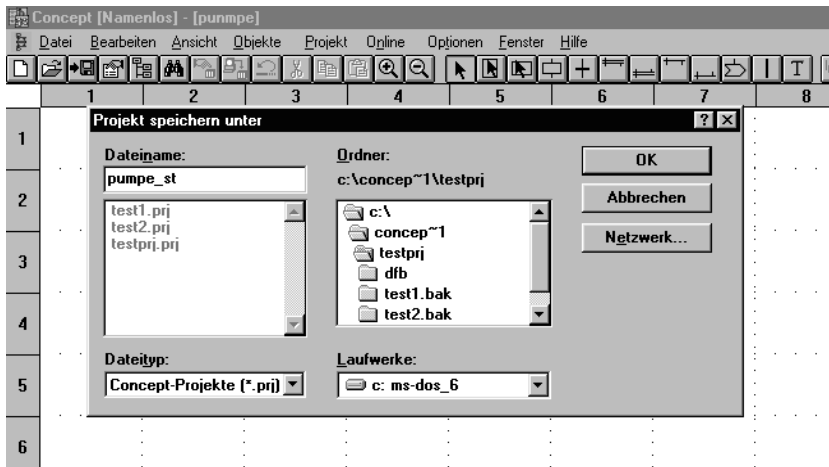 Concept [Namenlos] - [punmpe]
Datei Bearbeiten Ansicht Objekte Projekt Online Optionen Fenster Hilfe
T
1 2 3 4 5 6 7 8
1
2
3
4
5
6
Projekt speichern unter
? ×
Dateiname:
pumpe_st
test1.prj
test2.prj
testprj.prj
Dateityp:
Concept-Projekte (*.prj)
Ordner:
c:\concep~1\testprj
c:\
concep~1
testprj
dfb
test1.bak
test2.bak
Laufwerke:
c: ms-dos_6
OK
Abbrechen
Netzwerk...